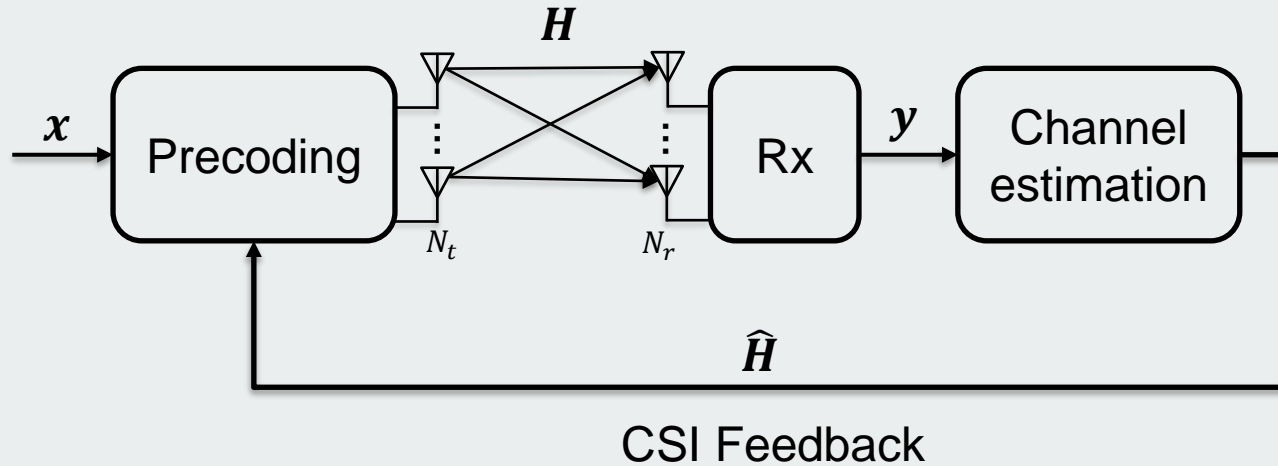 H
x
Precoding
⋮
⋮
Rx
y
Channel
estimation
N_t
N_r
Ĥ
CSI Feedback